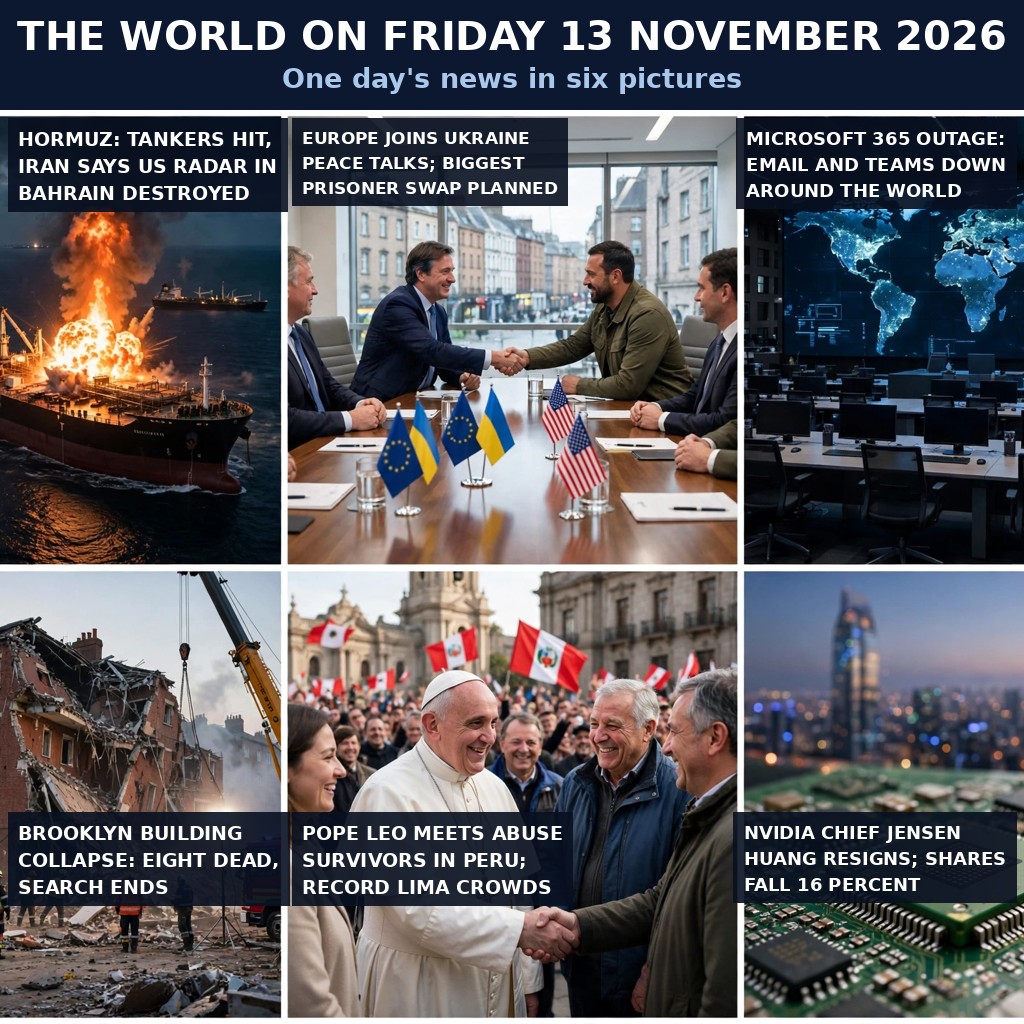 THE WORLD ON FRIDAY 13 NOVEMBER 2026
One day's news in six pictures
HORMUZ: TANKERS HIT,
IRAN SAYS US RADAR IN
BAHRAIN DESTROYED
EUROPE JOINS UKRAINE
PEACE TALKS; BIGGEST
PRISONER SWAP PLANNED
MICROSOFT 365 OUTAGE:
EMAIL AND TEAMS DOWN
AROUND THE WORLD
BROOKLYN BUILDING
COLLAPSE: EIGHT DEAD,
SEARCH ENDS
POPE LEO MEETS ABUSE
SURVIVORS IN PERU;
RECORD LIMA CROWDS
NVIDIA CHIEF JENSEN
HUANG RESIGNS; SHARES
FALL 16 PERCENT